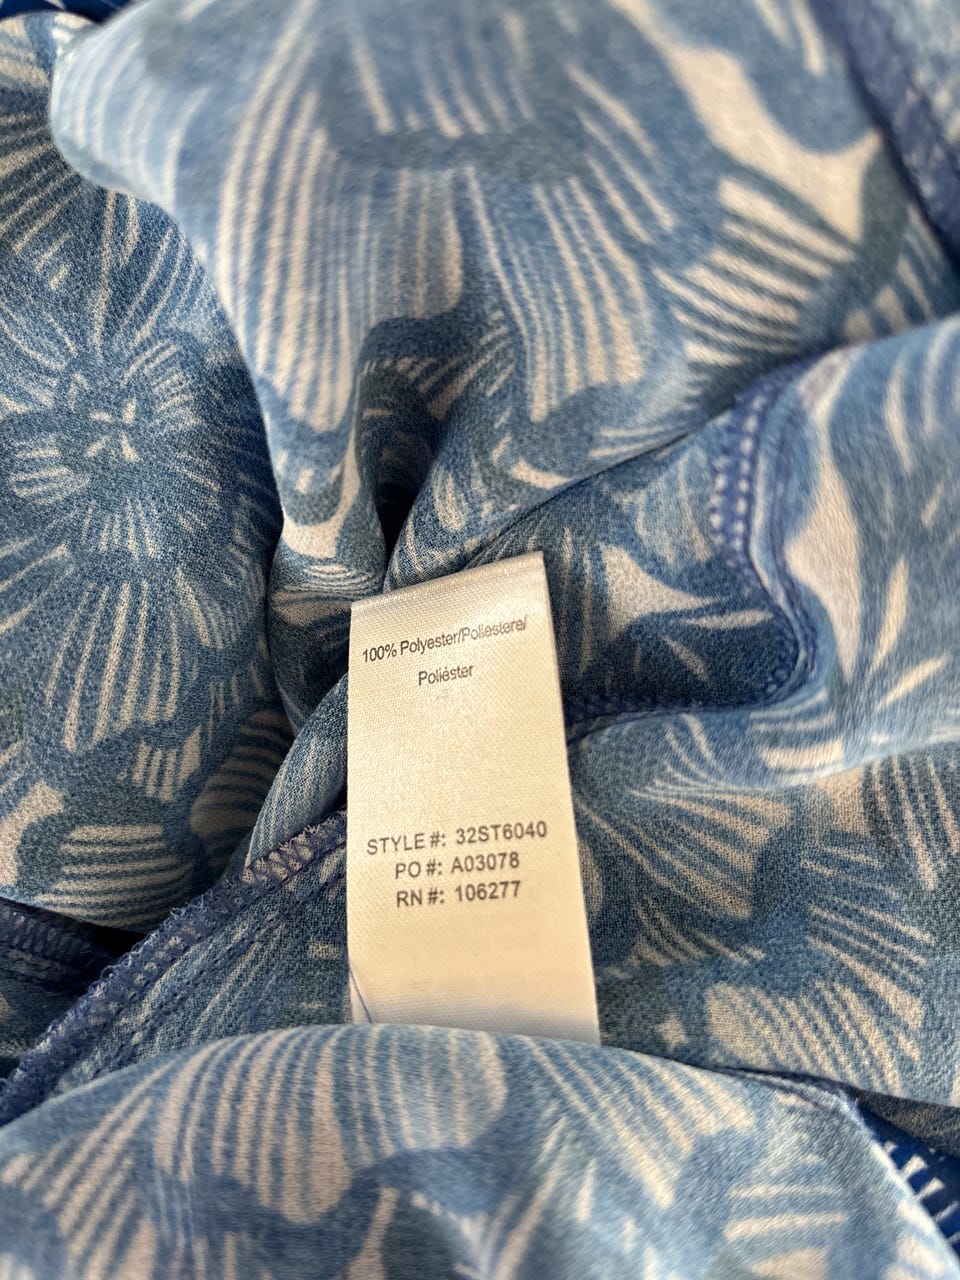 100% Polyester/Poliestere/
Poliéster
STYLE #: 32ST6040
PO #: A03078
RN #: 106277